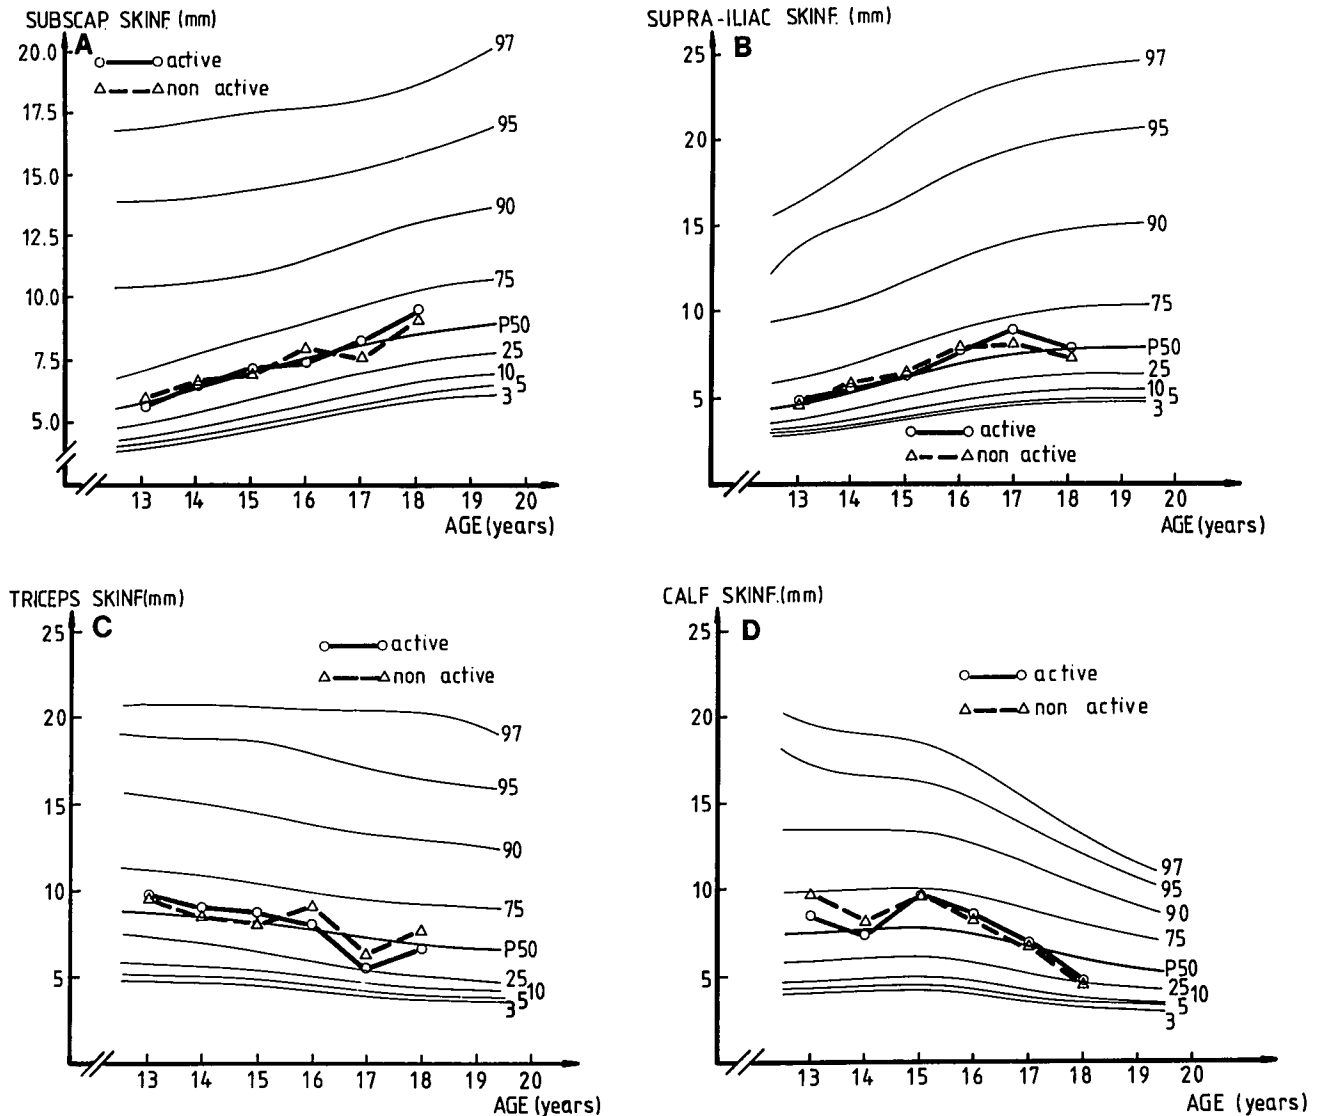 SUBSCAP. SKINF. (mm)
A
20.0
17.5
15.0
12.5
10.0
7.5
5.0
active
non active
97
95
90
75
P50
25
10 5
3
13 14 15 16 17 18 19 20
AGE (years)
SUPRA-ILIAC SKINF. (mm)
B
25
20
15
10
5
97
95
90
75
P50
25
10 5
3
active
non active
13 14 15 16 17 18 19 20
AGE (years)
TRICEPS SKINF(mm)
C
25
20
15
10
5
active
non active
97
95
90
75
P50
25 10
5
3
13 14 15 16 17 18 19 20
AGE (years)
CALF SKINF.(mm)
D
25
20
15
10
5
active
non active
97
95
90
75
P50
25 10
5
3
13 14 15 16 17 18 19 20
AGE (years)